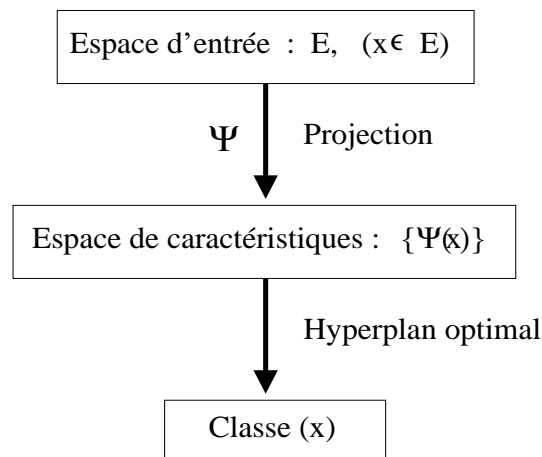 Espace d'entrée : E, (x∈ E)
Ψ Projection
Espace de caractéristiques : {Ψ(x)}
Hyperplan optimal
Classe (x)